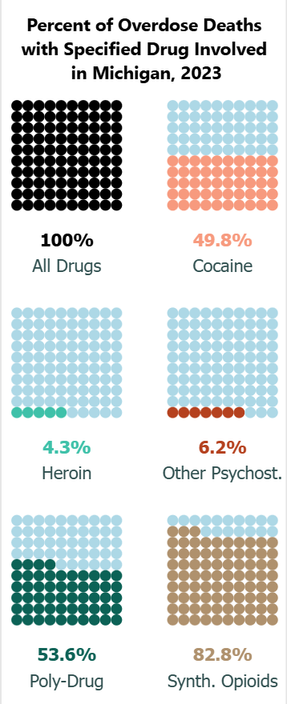 Percent of Overdose Deaths
with Specified Drug Involved
in Michigan, 2023
100%
All Drugs
49.8%
Cocaine
4.3%
Heroin
6.2%
Other Psychost.
53.6%
Poly-Drug
82.8%
Synth. Opioids